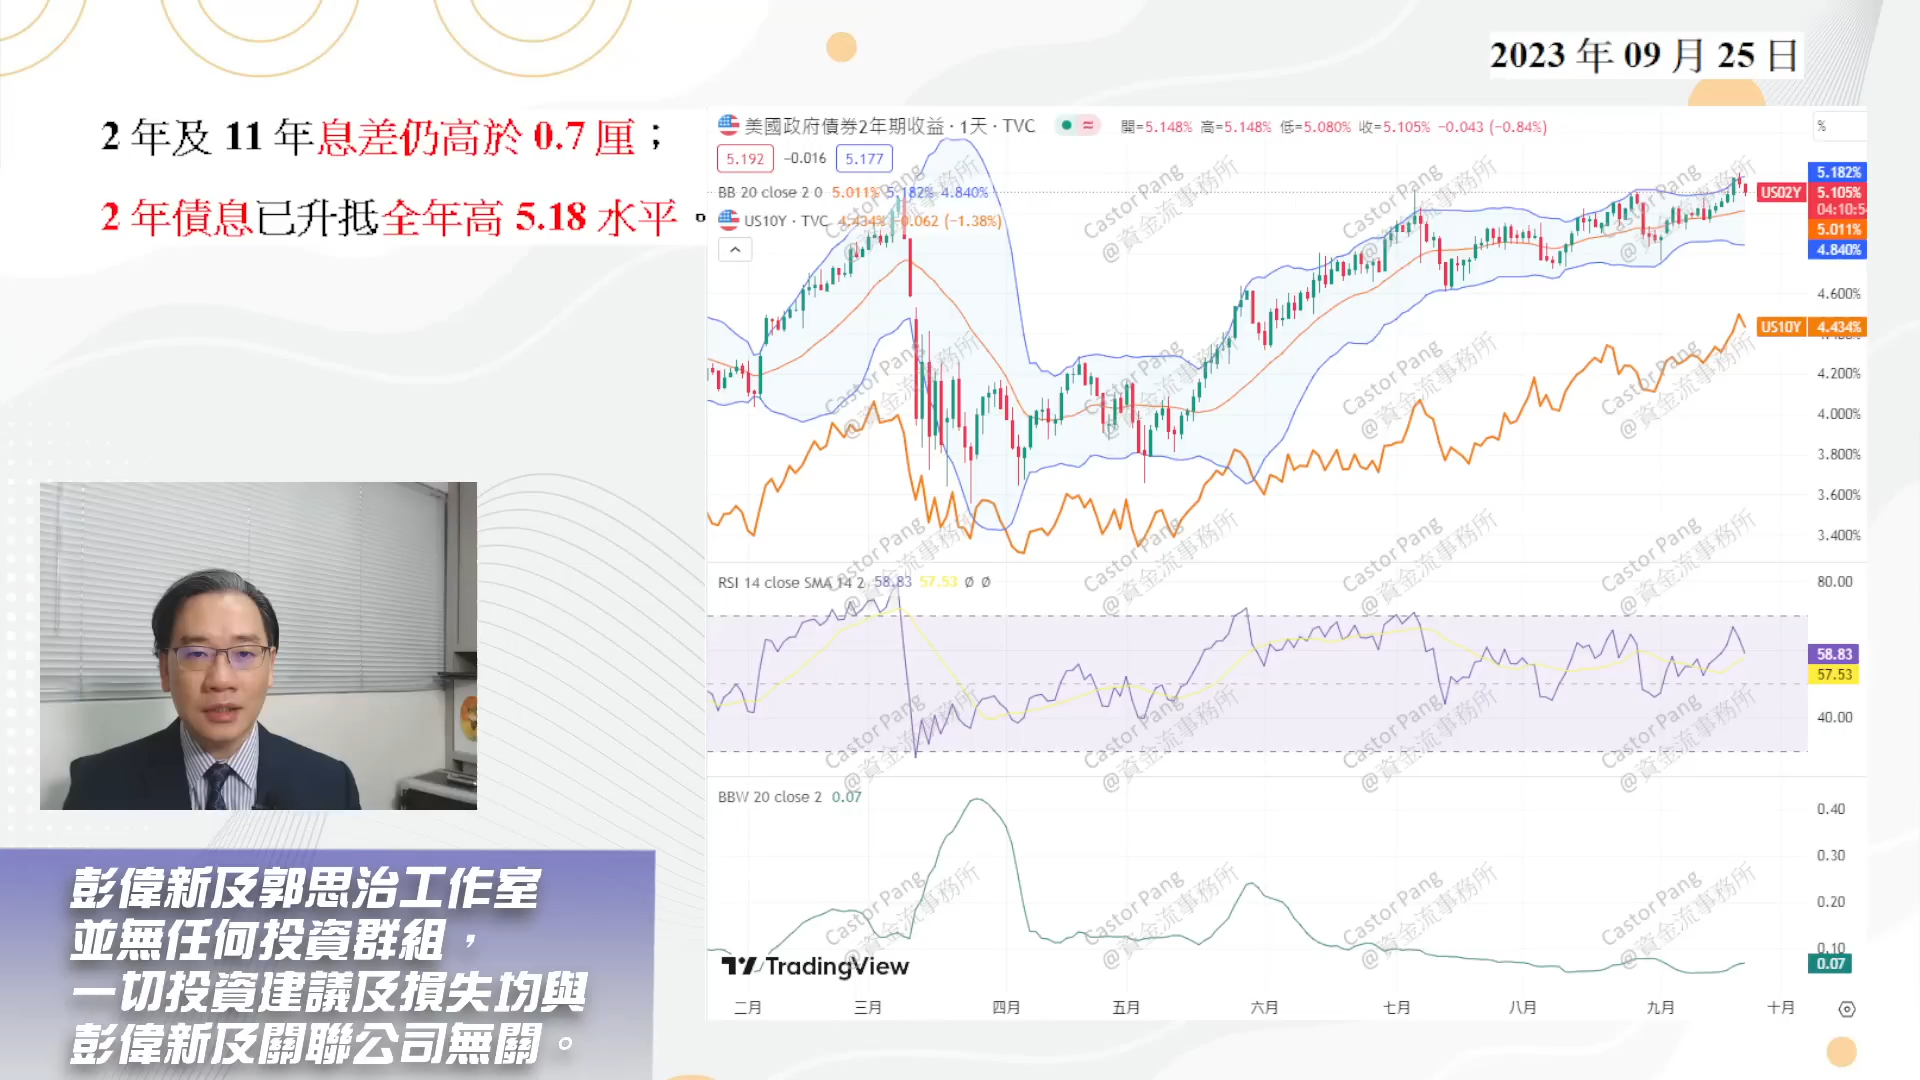 2023 年 09 月 25 日
2 年及 11 年息差仍高於 0.7 厘；
2 年債息已升抵全年高 5.18 水平。
美國政府債券2年期收益 · 1天 · TVC
開=5.148% 高=5.148% 低=5.080% 收=5.105% −0.043 (−0.84%)
%
5.192 −0.016 5.177
BB 20 close 2 0 5.011% 5.182% 4.840%
US10Y · TVC 4.434% −0.062 (−1.38%)
5.182%
US02Y 5.105%
04:10:5
5.011%
4.840%
4.600%
US10Y 4.434%
4.200%
4.000%
3.800%
3.600%
3.400%
RSI 14 close SMA 14 2 58.83 57.53 Ø Ø
80.00
58.83
57.53
40.00
BBW 20 close 2 0.07
0.40
0.30
0.20
0.10
0.07
TradingView
二月 三月 四月 五月 六月 七月 八月 九月 十月
Castor Pang
@資金流事務所
彭偉新及郭思治工作室
並無任何投資群組，
一切投資建議及損失均與
彭偉新及關聯公司無關。